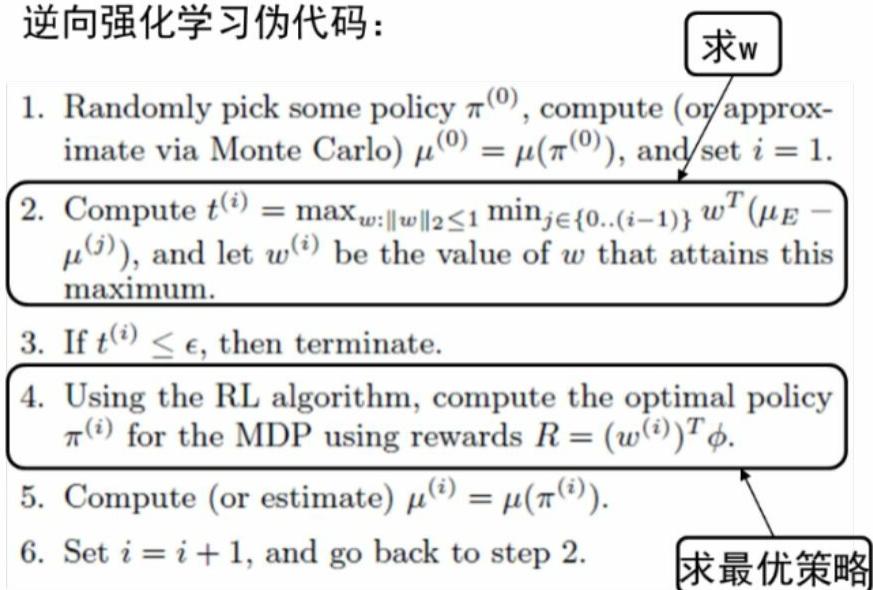 逆向强化学习伪代码：
求w
1. Randomly pick some policy π^{(0)}, compute (or approx-
imate via Monte Carlo) μ^{(0)} = μ(π^{(0)}), and set i = 1.
2. Compute t^{(i)} = max_{w:‖w‖_2≤1} min_{j∈{0..(i−1)}} w^T(μ_E −
μ^{(j)}), and let w^{(i)} be the value of w that attains this
maximum.
3. If t^{(i)} ≤ ϵ, then terminate.
4. Using the RL algorithm, compute the optimal policy
π^{(i)} for the MDP using rewards R = (w^{(i)})^T ϕ.
5. Compute (or estimate) μ^{(i)} = μ(π^{(i)}).
6. Set i = i + 1, and go back to step 2.
求最优策略